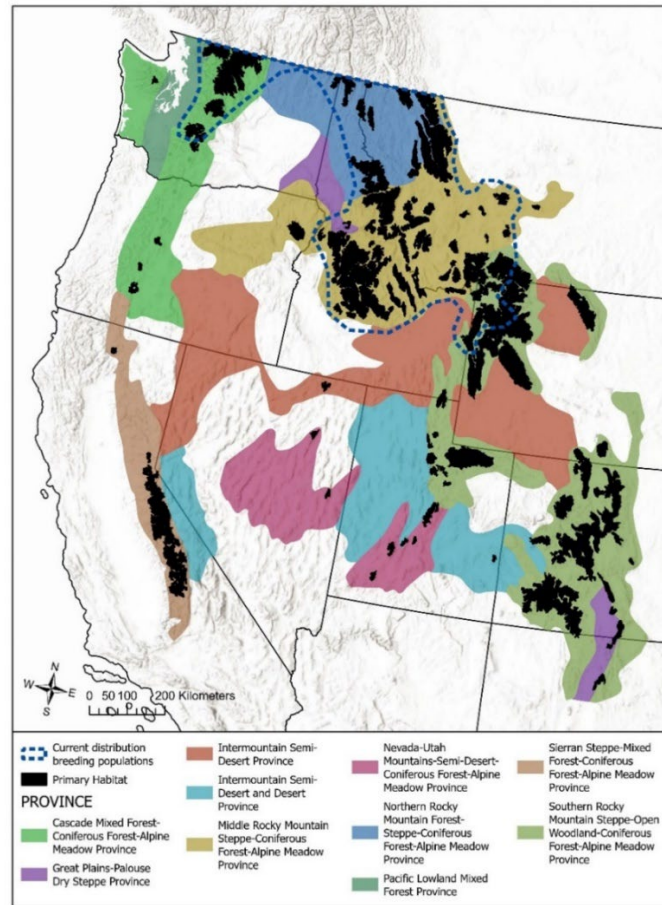 N
W
E
S
0 50 100 200 Kilometers
Current distribution
breeding populations
Primary Habitat
PROVINCE
Cascade Mixed Forest-
Coniferous Forest-Alpine
Meadow Province
Great Plains-Palouse
Dry Steppe Province
Intermountain Semi-
Desert Province
Intermountain Semi-
Desert and Desert
Province
Middle Rocky Mountain
Steppe-Coniferous
Forest-Alpine Meadow
Province
Nevada-Utah
Mountains-Semi-Desert-
Coniferous Forest-Alpine
Meadow Province
Northern Rocky
Mountain Forest-
Steppe-Coniferous
Forest-Alpine Meadow
Province
Pacific Lowland Mixed
Forest Province
Sierran Steppe-Mixed
Forest-Coniferous
Forest-Alpine Meadow
Province
Southern Rocky
Mountain Steppe-Open
Woodland-Coniferous
Forest-Alpine Meadow
Province